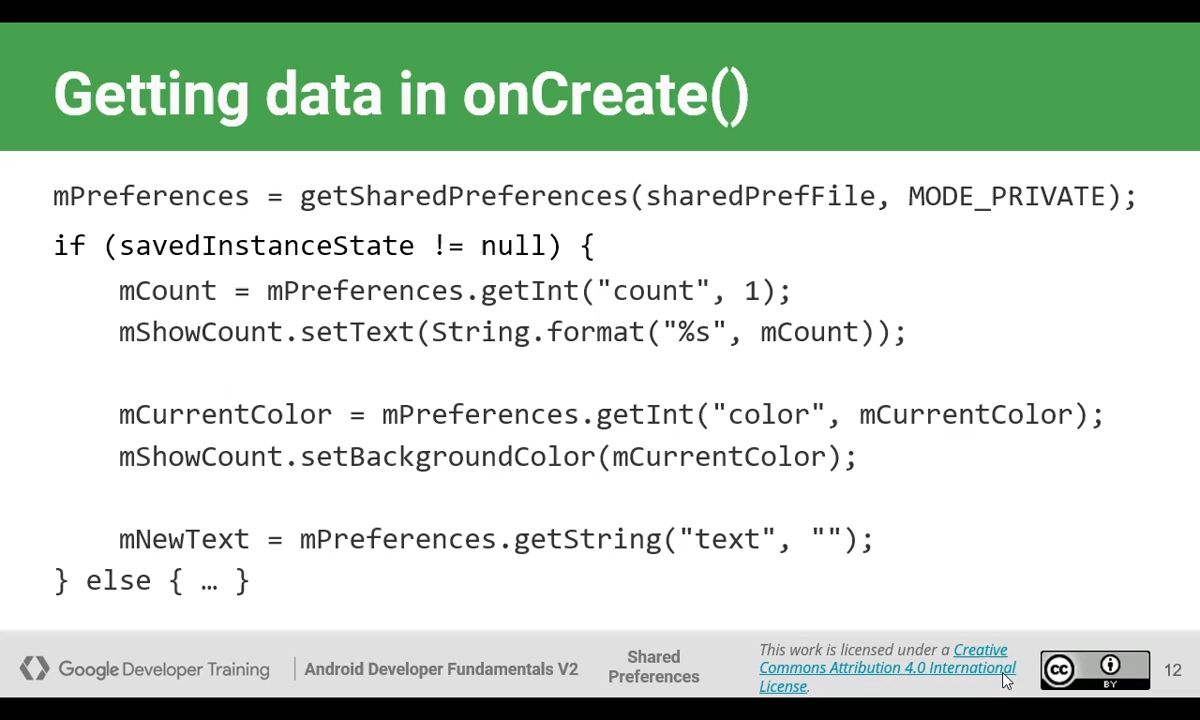 Getting data in onCreate()
mPreferences = getSharedPreferences(sharedPrefFile, MODE_PRIVATE);
if (savedInstanceState != null) {
    mCount = mPreferences.getInt("count", 1);
    mShowCount.setText(String.format("%s", mCount));

    mCurrentColor = mPreferences.getInt("color", mCurrentColor);
    mShowCount.setBackgroundColor(mCurrentColor);

    mNewText = mPreferences.getString("text", "");
} else { … }
Google Developer Training
Android Developer Fundamentals V2
Shared
Preferences
This work is licensed under a Creative
Commons Attribution 4.0 International
License.
cc
BY
12